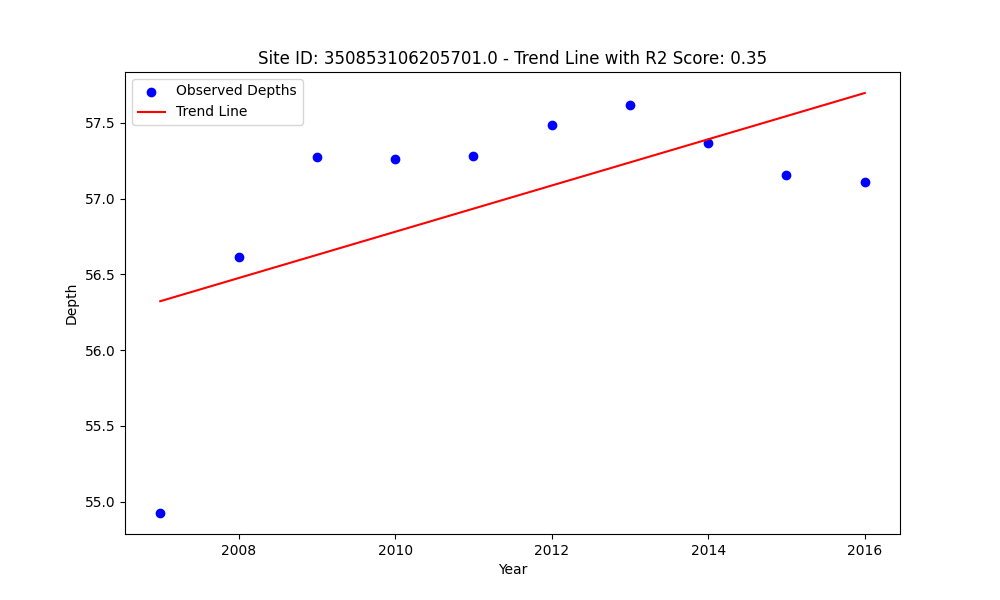 Site ID: 350853106205701.0 - Trend Line with R2 Score: 0.35
Observed Depths
Trend Line
57.5
57.0
56.5
56.0
55.5
55.0
Depth
2008
2010
2012
2014
2016
Year